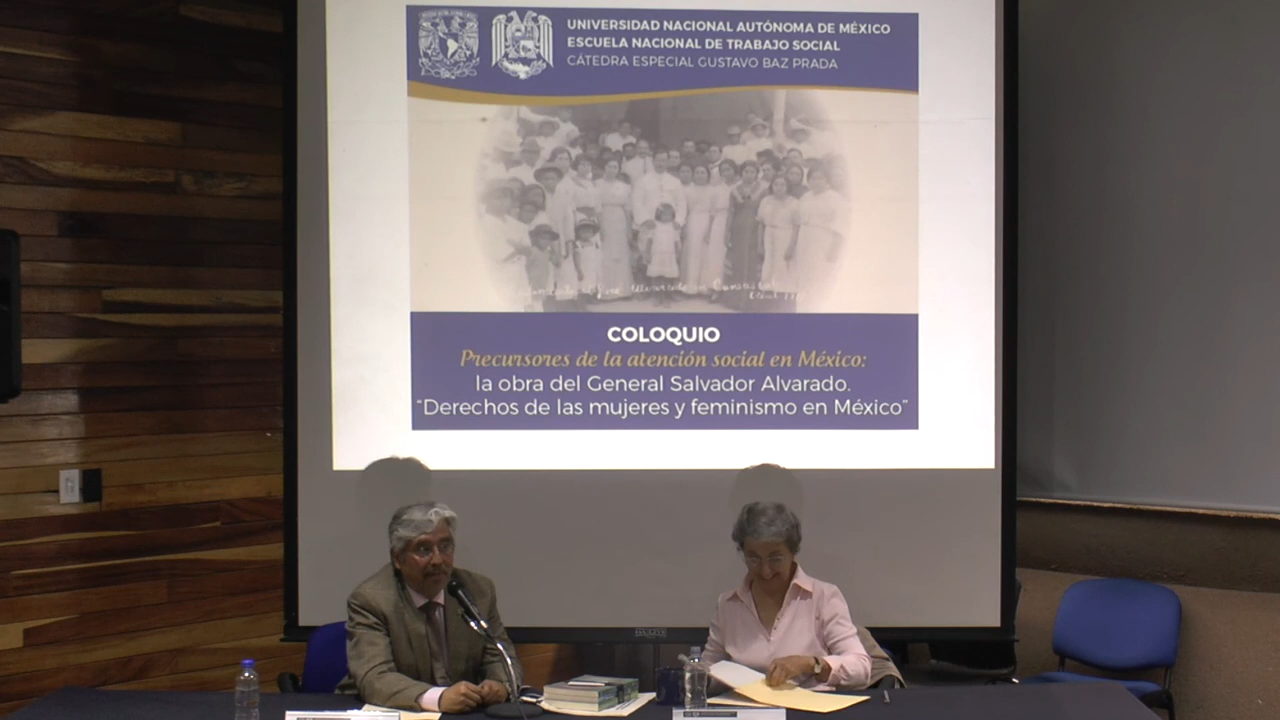 UNIVERSIDAD NACIONAL AUTÓNOMA DE MÉXICO
ESCUELA NACIONAL DE TRABAJO SOCIAL
CÁTEDRA ESPECIAL GUSTAVO BAZ PRADA
COLOQUIO
Precursores de la atención social en México:
la obra del General Salvador Alvarado.
“Derechos de las mujeres y feminismo en México”